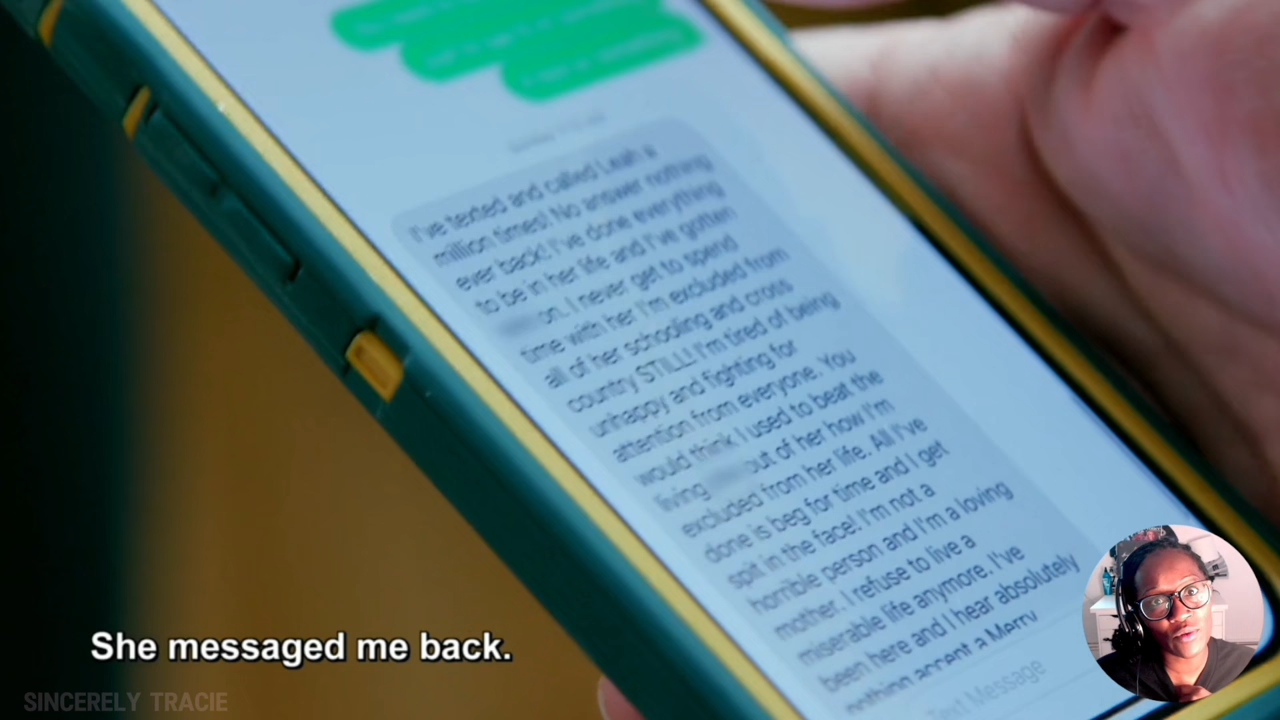 I've texted and called Leah a
million times! No answer nothing
ever back! I've done everything
to be in her life and I've gotten
on. I never get to spend
time with her I'm excluded from
all of her schooling and cross
country STILL! I'm tired of being
unhappy and fighting for
attention from everyone. You
would think I used to beat the
living out of her how I'm
excluded from her life. All I've
done is beg for time and I get
spit in the face! I'm not a
horrible person and I'm a loving
mother. I refuse to live a
miserable life anymore. I've
been here and I hear absolutely
nothing accept a Merry
Text Message
She messaged me back.
SINCERELY TRACIE